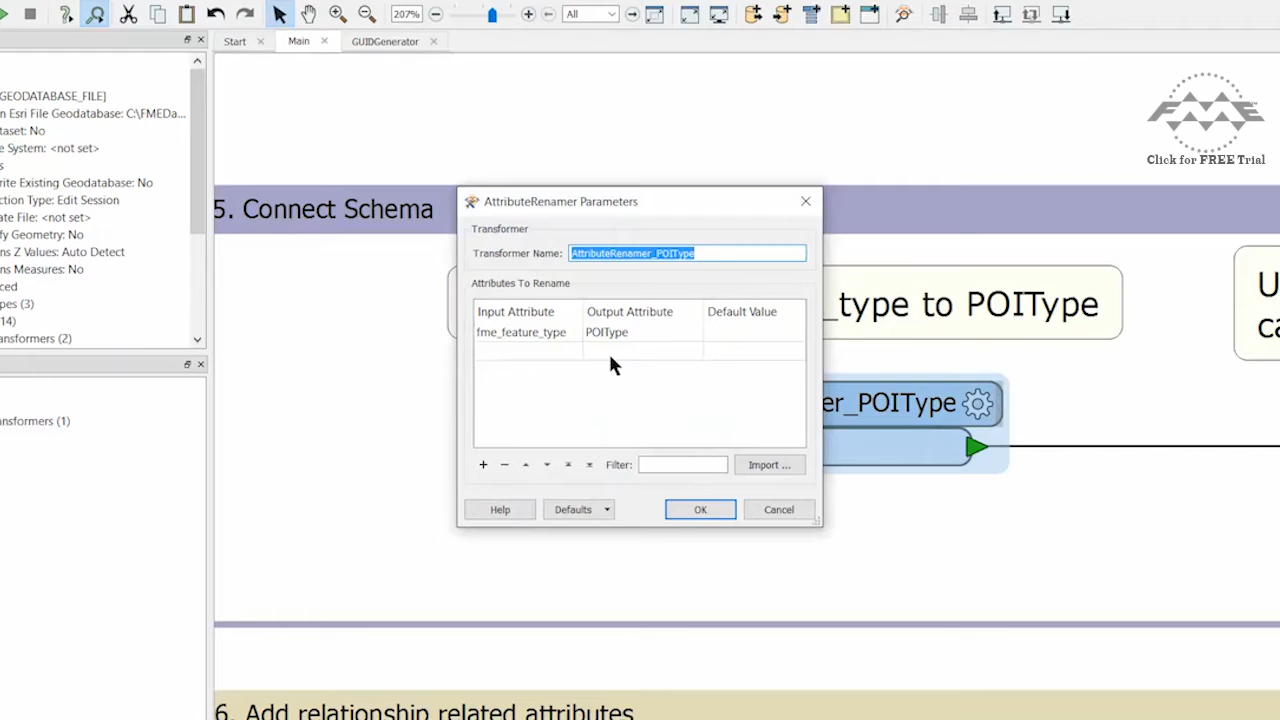 207%
All
Start
Main
GUIDGenerator
GEODATABASE_FILE]
n Esri File Geodatabase: C:\FMEDa...
taset: No
e System: <not set>
s
rite Existing Geodatabase: No
ction Type: Edit Session
ate File: <not set>
fy Geometry: No
ns Z Values: Auto Detect
ns Measures: No
ced
pes (3)
14)
nsformers (2)
ansformers (1)
FME
Click for FREE Trial
5. Connect Schema
_type to POIType
U
ca
er_POIType
AttributeRenamer Parameters
Transformer
Transformer Name: AttributeRenamer_POIType
Attributes To Rename
Input Attribute Output Attribute Default Value
fme_feature_type POIType
Filter: Import ...
Help Defaults OK Cancel
6. Add relationship related attributes